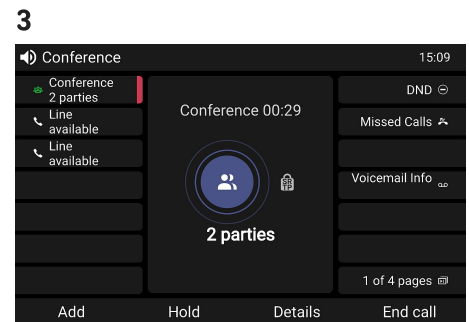 3
Conference
15:09
Conference
2 parties
Line
available
Line
available
Conference 00:29
SRTP
2 parties
DND
Missed Calls
Voicemail Info
1 of 4 pages
Add
Hold
Details
End call